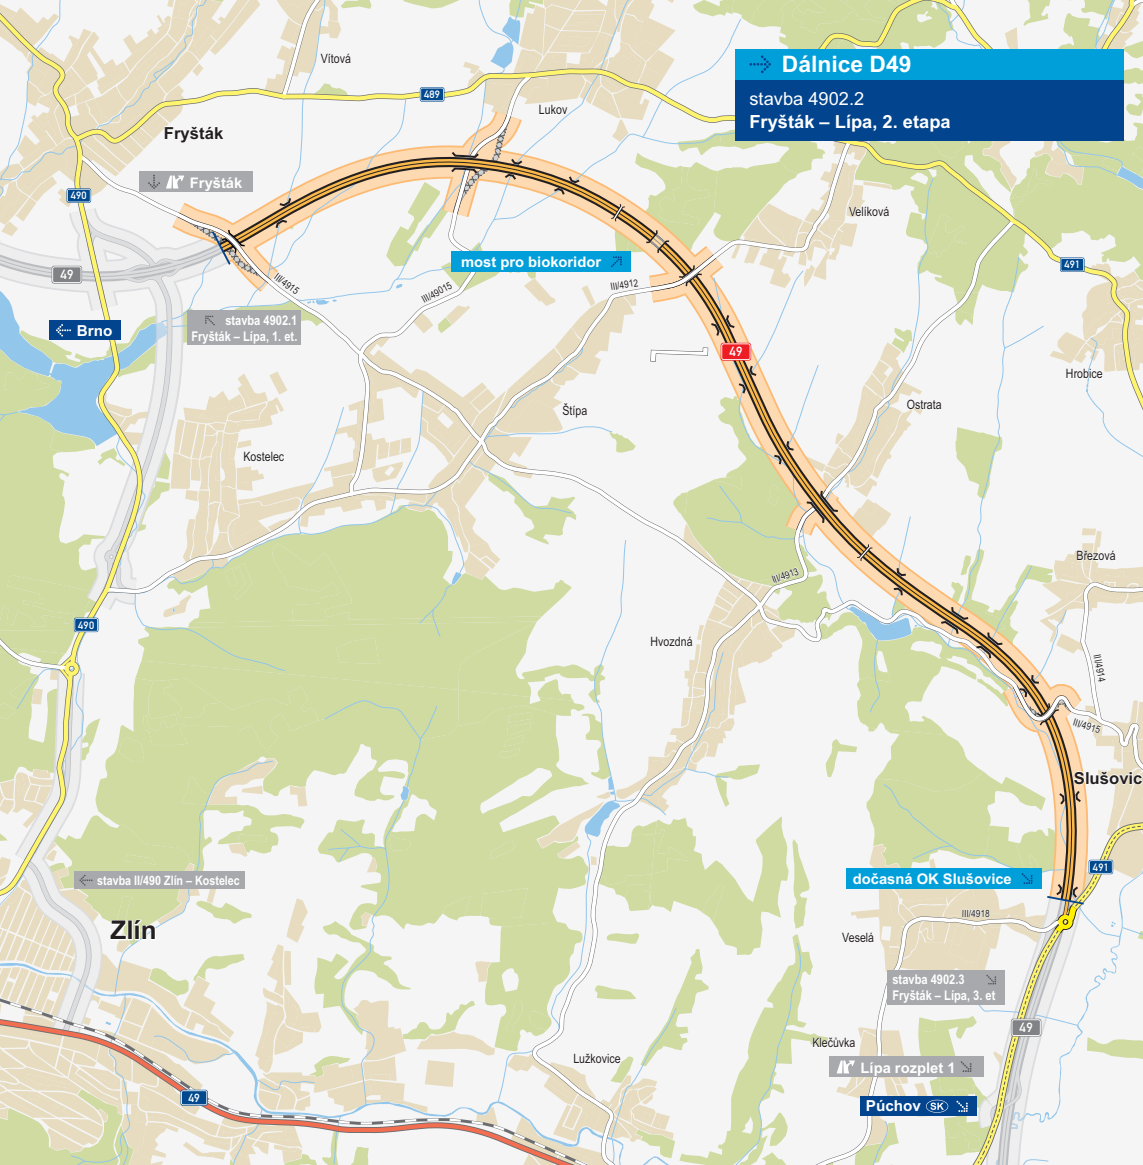 Dálnice D49
stavba 4902.2
Fryšták – Lípa, 2. etapa
Vítová
489
Lukov
Fryšták
Fryšták
490
Velíková
49
most pro biokoridor
491
III/4915
III/49015
III/4912
Brno
stavba 4902.1
Fryšták – Lípa, 1. et.
49
Hrobice
Štípa
Ostrata
Kostelec
Březová
III/4913
490
Hvozdná
III/4914
III/4915
Slušovic
491
stavba II/490 Zlín – Kostelec
dočasná OK Slušovice
III/4918
Zlín
Veselá
stavba 4902.3
Fryšták – Lípa, 3. et
49
Klečůvka
Lužkovice
Lípa rozplet 1
49
Púchov SK